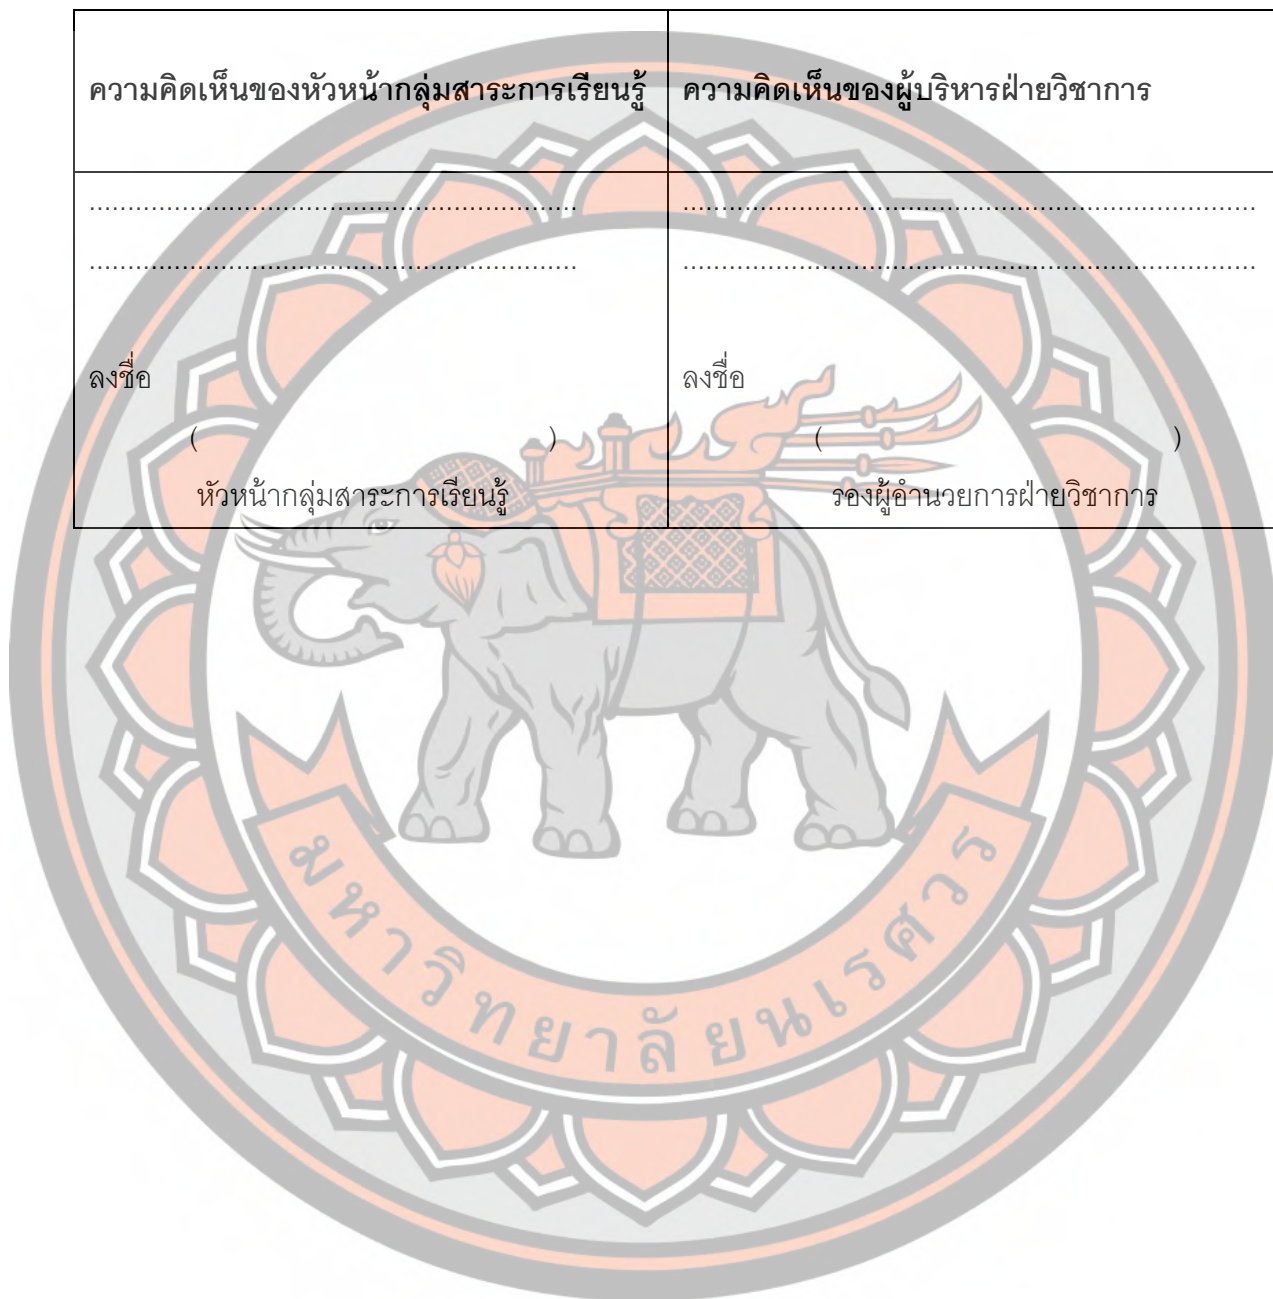 ความคิดเห็นของหัวหน้ากลุ่มสาระการเรียนรู้
ความคิดเห็นของผู้บริหารฝ่ายวิชาการ
................................................................
................................................................
ลงชื่อ
( )
หัวหน้ากลุ่มสาระการเรียนรู้
...........................................................................
...........................................................................
ลงชื่อ
( )
รองผู้อำนวยการฝ่ายวิชาการ
มหาวิทยาลัยนเรศวร